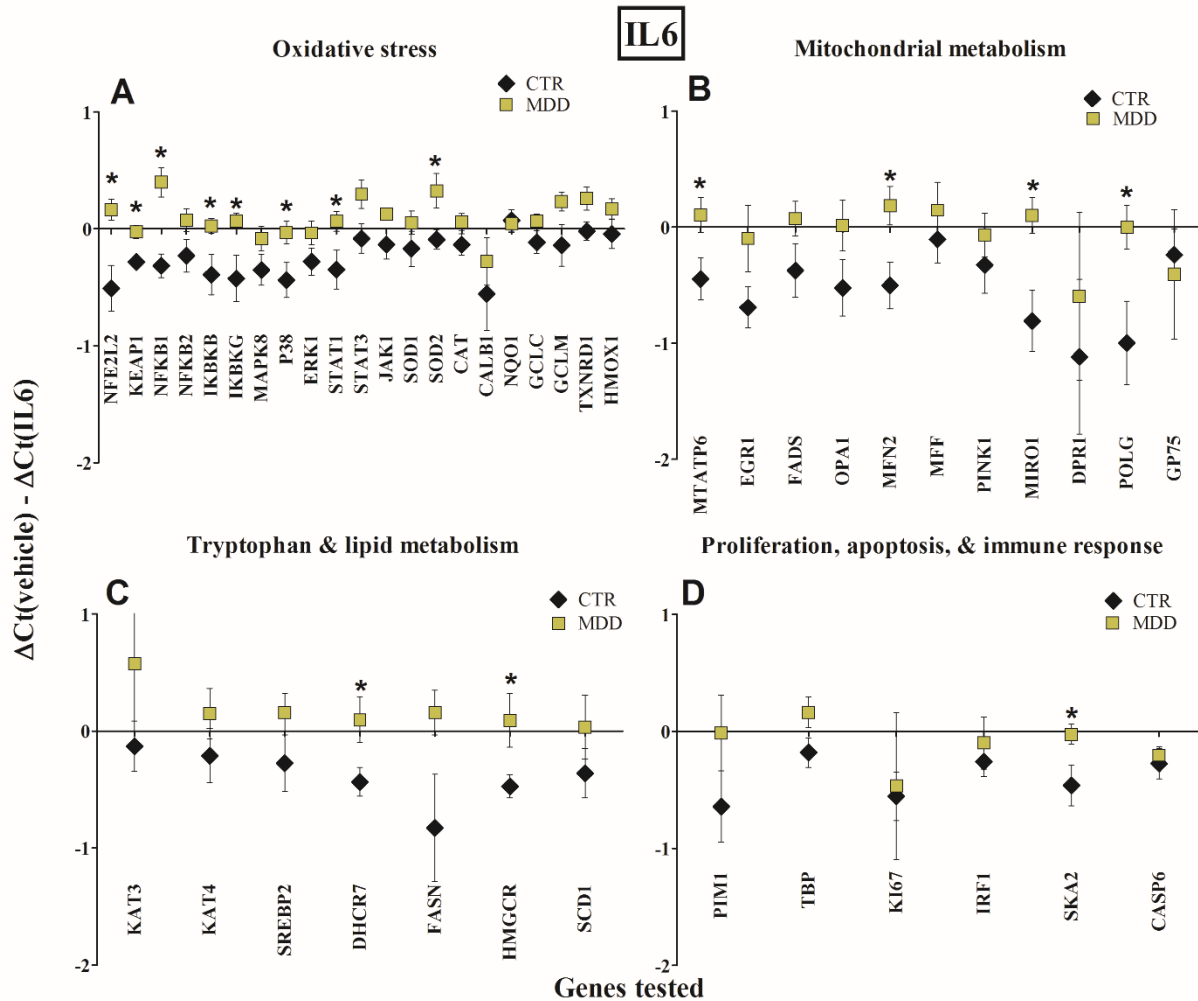 IL6
Oxidative stress
Mitochondrial metabolism
A
CTR
MDD
1
0
-1
-2
* * * * * * * *
NFE2L2
KEAP1
NFKB1
NFKB2
IKBKB
IKBKG
MAPK8
P38
ERK1
STAT1
STAT3
JAK1
SOD1
SOD2
CAT
CALB1
NQO1
GCLC
GCLM
TXNRD1
HMOX1
B
CTR
MDD
1
0
-1
-2
* * * *
MTATP6
EGR1
FADS
OPA1
MFN2
MFF
PINK1
MIRO1
DPR1
POLG
GP75
Tryptophan & lipid metabolism
Proliferation, apoptosis, & immune response
C
CTR
MDD
1
0
-1
-2
* *
KAT3
KAT4
SREBP2
DHCR7
FASN
HMGCR
SCD1
D
CTR
MDD
1
0
-1
-2
*
PIM1
TBP
KI67
IRF1
SKA2
CASP6
ΔCt(vehicle) - ΔCt(IL6)
Genes tested